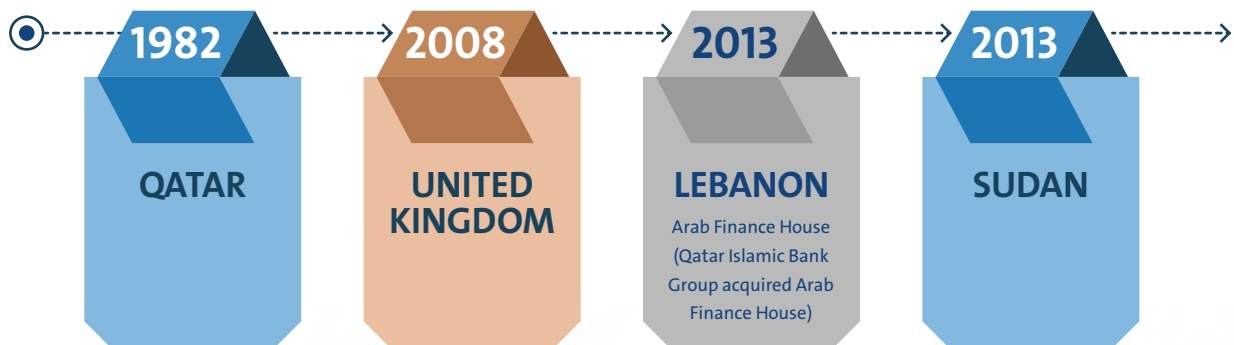 1982
QATAR
2008
UNITED
KINGDOM
2013
LEBANON
Arab Finance House
(Qatar Islamic Bank
Group acquired Arab
Finance House)
2013
SUDAN